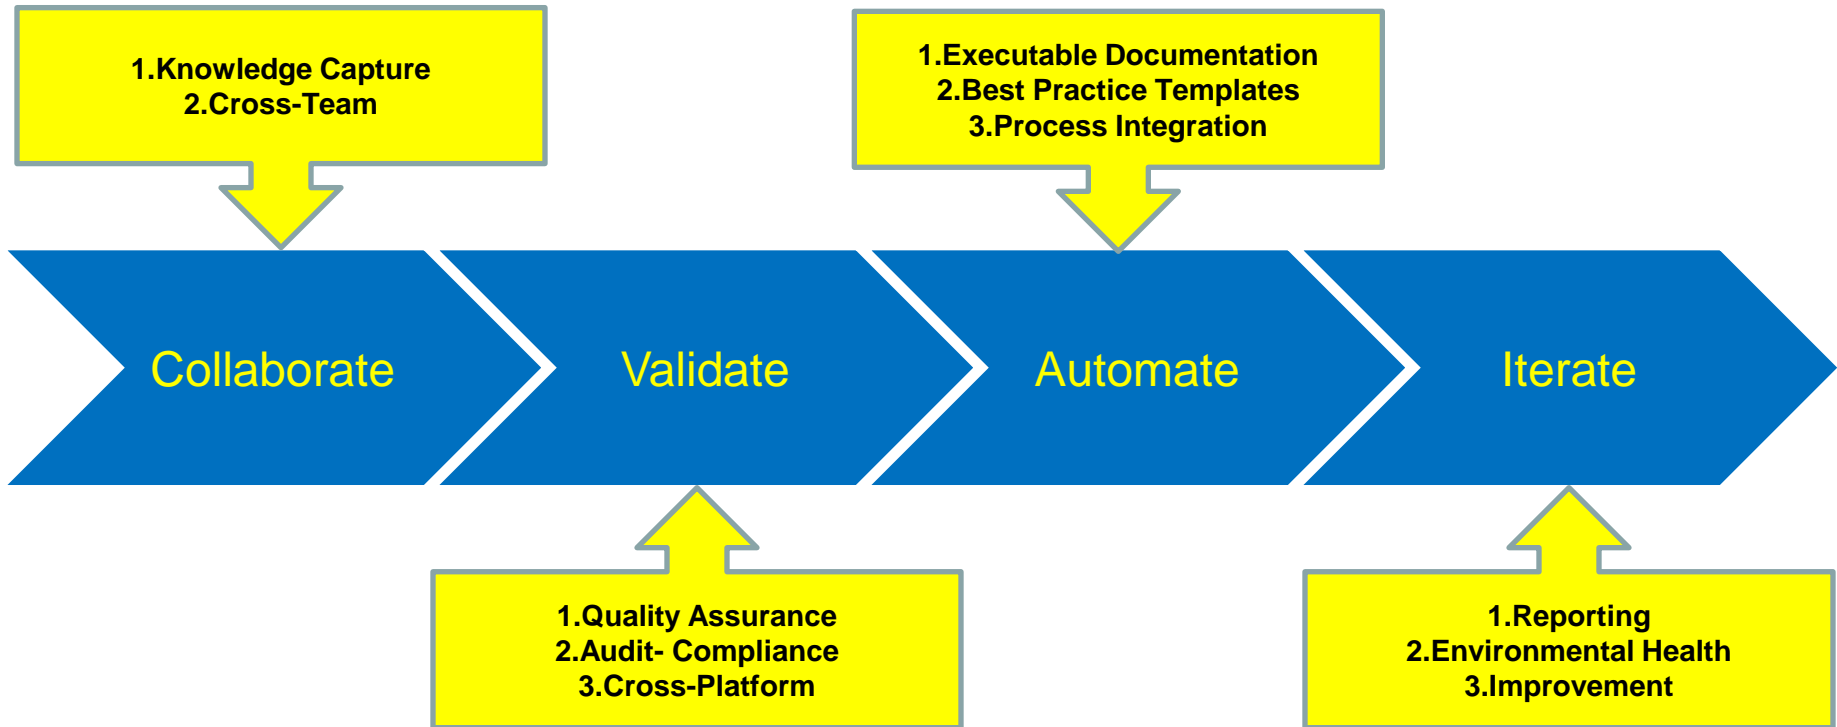 1.Knowledge Capture
2.Cross-Team
1.Executable Documentation
2.Best Practice Templates
3.Process Integration
Collaborate
Validate
Automate
Iterate
1.Quality Assurance
2.Audit- Compliance
3.Cross-Platform
1.Reporting
2.Environmental Health
3.Improvement